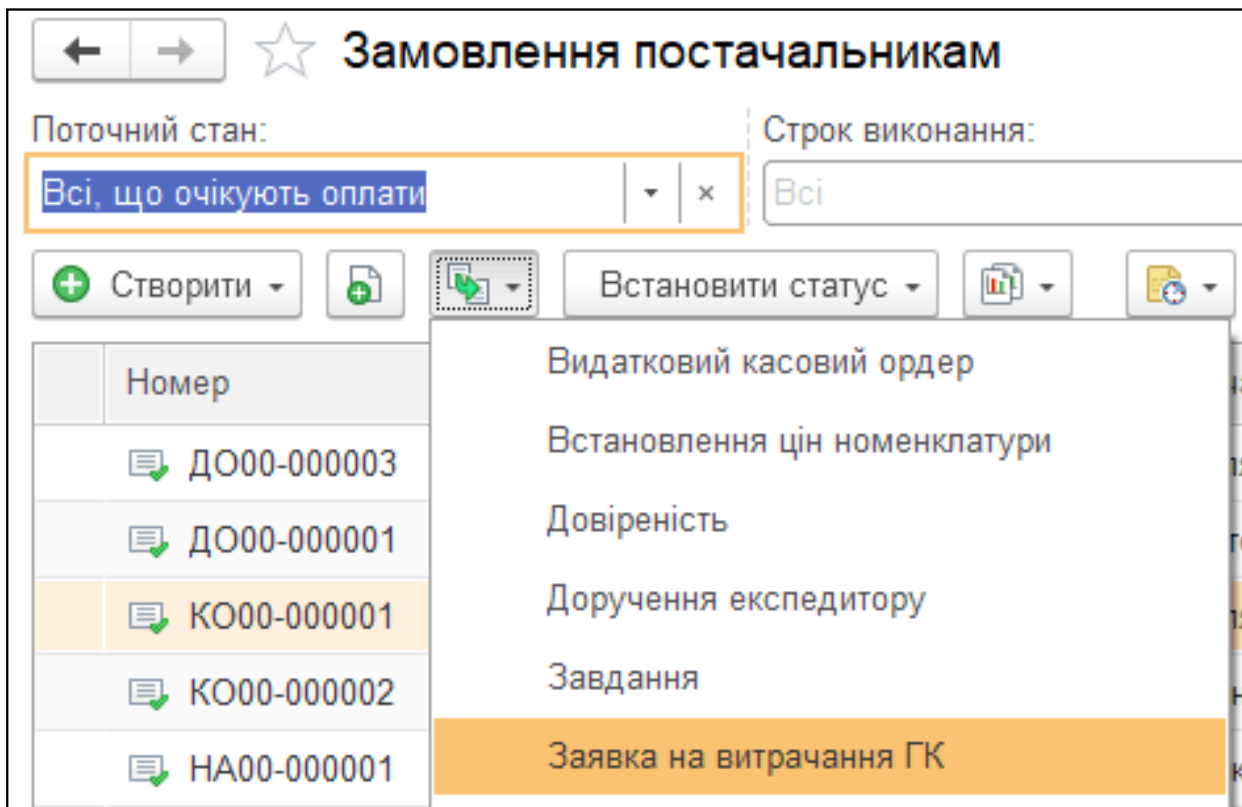 Замовлення постачальникам
Поточний стан:
Строк виконання:
Всі, що очікують оплати
Всі
Створити
Встановити статус
Номер
ДО00-000003
ДО00-000001
КО00-000001
КО00-000002
НА00-000001
Видатковий касовий ордер
Встановлення цін номенклатури
Довіреність
Доручення експедитору
Завдання
Заявка на витрачання ГК